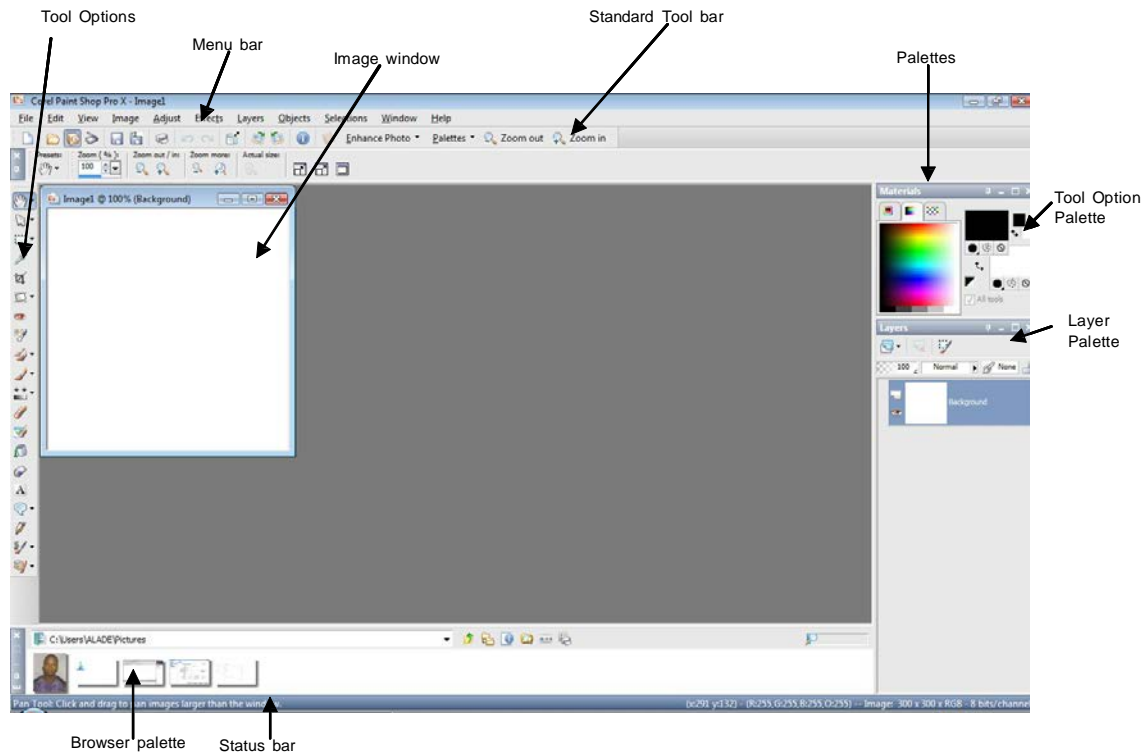 Tool Options
Standard Tool bar
Menu bar
Image window
Palettes
Corel Paint Shop Pro X - Image1
File Edit View Image Adjust Effects Layers Objects Selections Window Help
Enhance Photo Palettes Zoom out Zoom in
Presets: Zoom (%): Zoom out / in: Zoom more: Actual size:
100
Image1 @ 100% (Background)
Materials
Tool Option
Palette
All tools
Layers
Layer
Palette
100 Normal None
Background
C:\Users\ALADE\Pictures
Pan Tool: Click and drag to pan images larger than the window. (x:291 y:132) - (R:255,G:255,B:255,O:255) -- Image: 300 x 300 x RGB - 8 bits/channel
Browser palette
Status bar